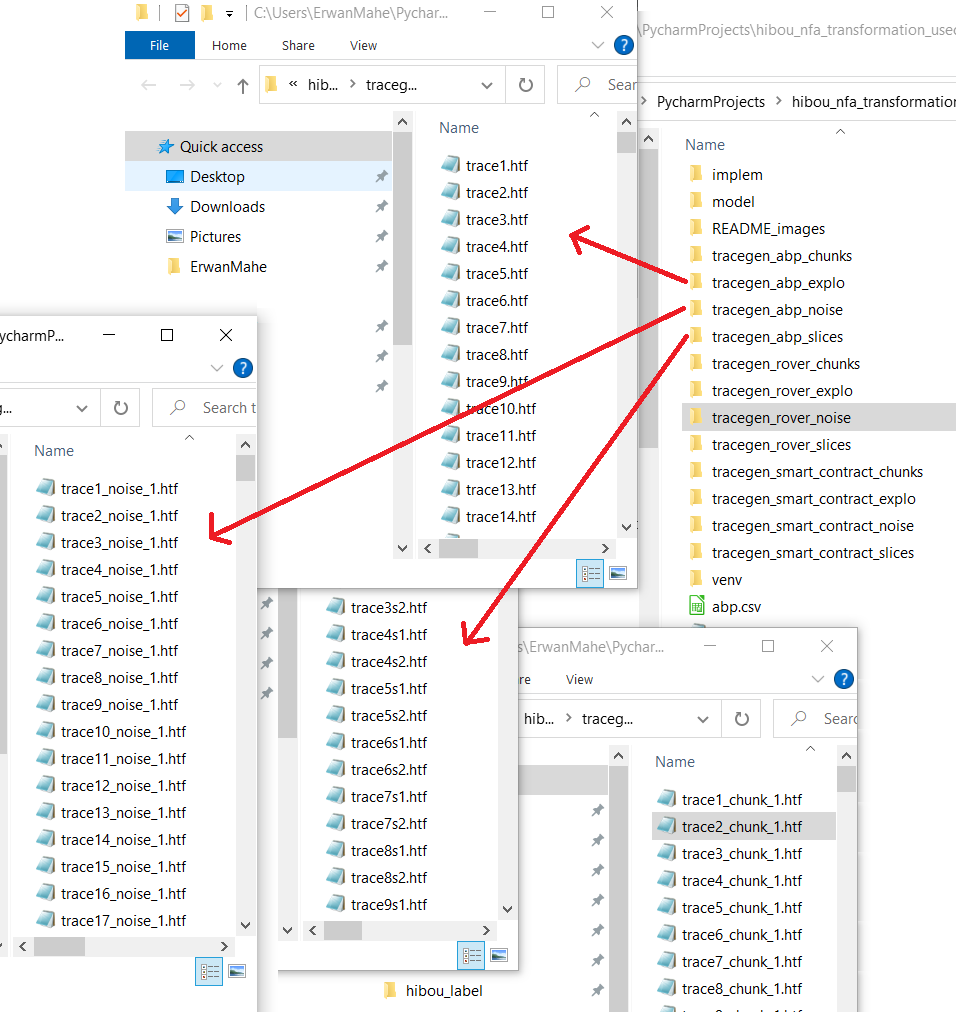 C:\Users\ErwanMahe\Pychar...
File Home Share View
?
« hib... > traceg...
Sear
Name
Quick access
Desktop
Downloads
Pictures
ErwanMahe
trace1.htf
trace2.htf
trace3.htf
trace4.htf
trace5.htf
trace6.htf
trace7.htf
trace8.htf
trace9.htf
trace10.htf
trace11.htf
trace12.htf
trace13.htf
trace14.htf
\PycharmProjects\hibou_nfa_transformation_used
> PycharmProjects > hibou_nfa_transformation
Name
implem
model
README_images
tracegen_abp_chunks
tracegen_abp_explo
tracegen_abp_noise
tracegen_abp_slices
tracegen_rover_chunks
tracegen_rover_explo
tracegen_rover_noise
tracegen_rover_slices
tracegen_smart_contract_chunks
tracegen_smart_contract_explo
tracegen_smart_contract_noise
tracegen_smart_contract_slices
venv
abp.csv
ycharmP...
?
...
Search t
Name
trace1_noise_1.htf
trace2_noise_1.htf
trace3_noise_1.htf
trace4_noise_1.htf
trace5_noise_1.htf
trace6_noise_1.htf
trace7_noise_1.htf
trace8_noise_1.htf
trace9_noise_1.htf
trace10_noise_1.htf
trace11_noise_1.htf
trace12_noise_1.htf
trace13_noise_1.htf
trace14_noise_1.htf
trace15_noise_1.htf
trace16_noise_1.htf
trace17_noise_1.htf
trace3s2.htf
trace4s1.htf
trace4s2.htf
trace5s1.htf
trace5s2.htf
trace6s1.htf
trace6s2.htf
trace7s1.htf
trace7s2.htf
trace8s1.htf
trace8s2.htf
trace9s1.htf
hibou_label
s\ErwanMahe\Pychar...
re View
?
hib... > traceg...
Searc
Name
trace1_chunk_1.htf
trace2_chunk_1.htf
trace3_chunk_1.htf
trace4_chunk_1.htf
trace5_chunk_1.htf
trace6_chunk_1.htf
trace7_chunk_1.htf
trace8_chunk_1.htf